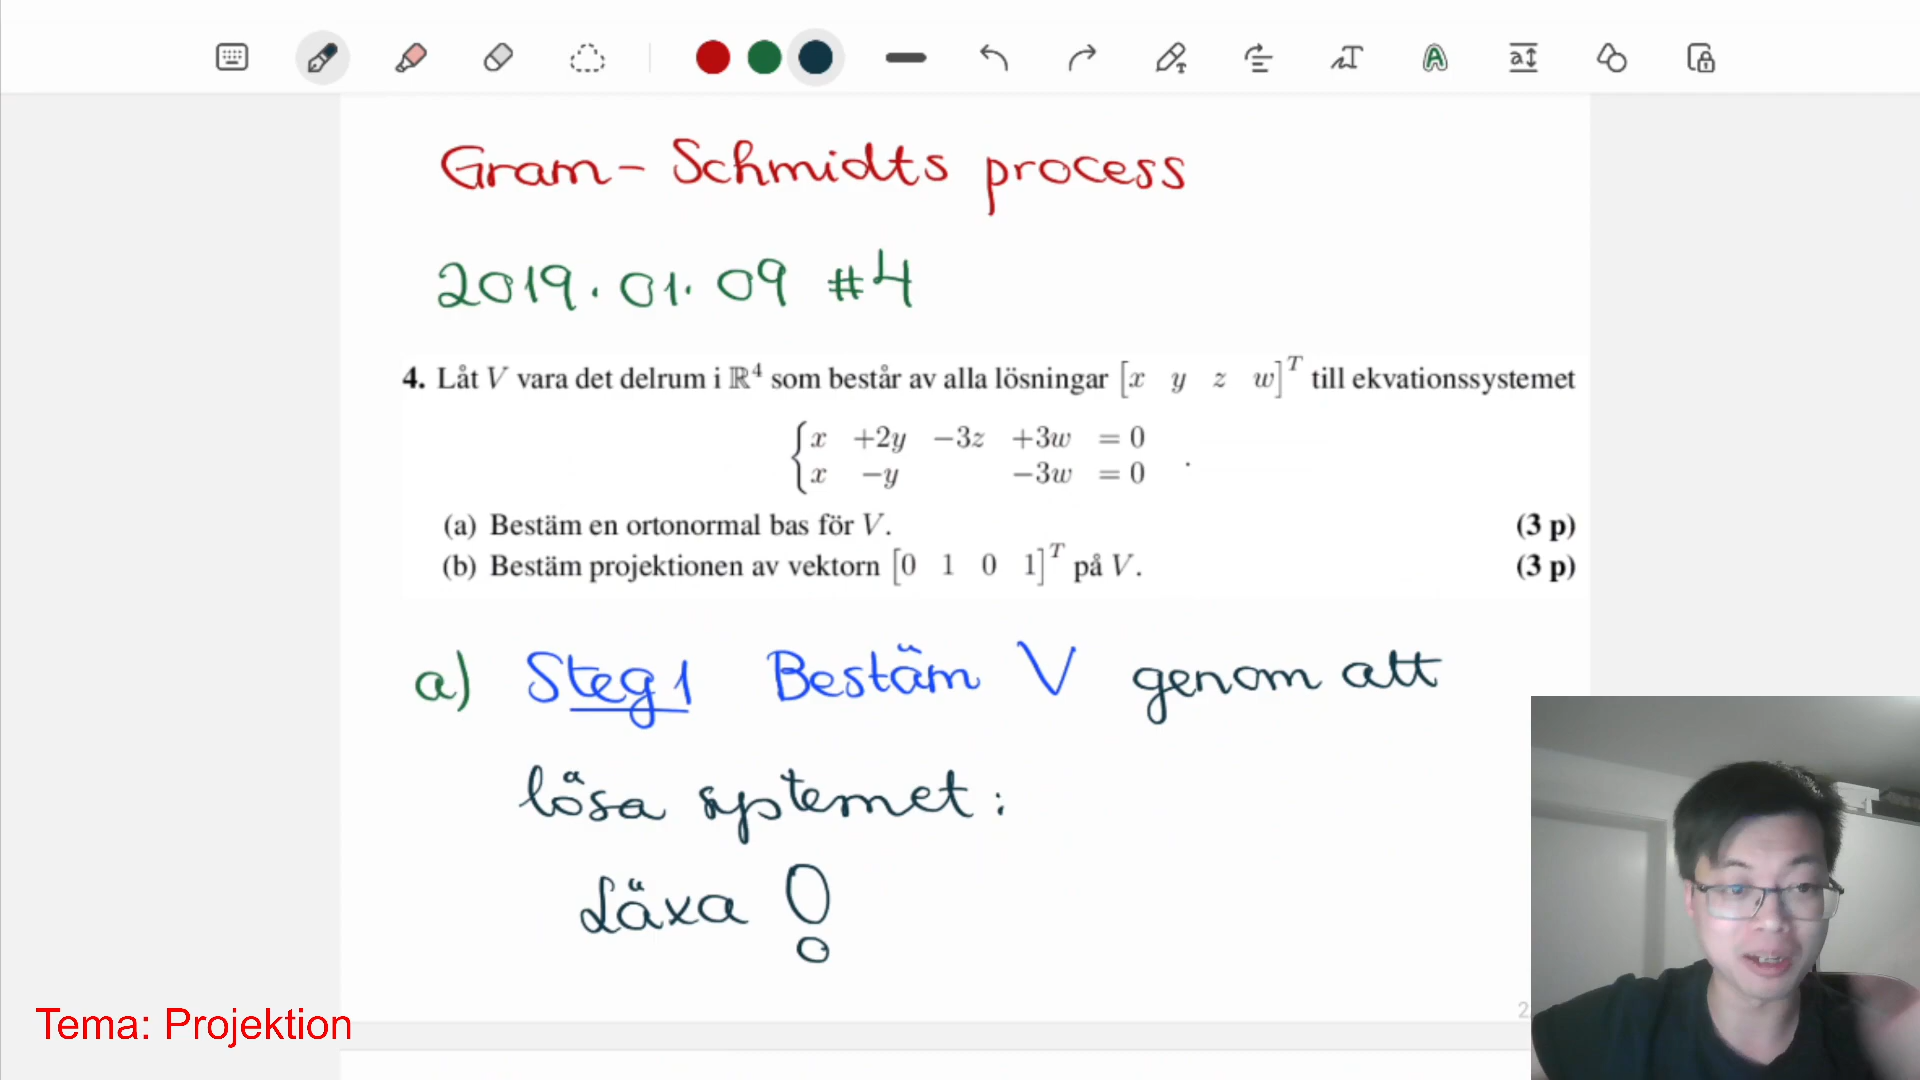 Gram-Schmidts process
2019.01.09 #4
4. Låt V vara det delrum i ℝ⁴ som består av alla lösningar [x y z w]ᵀ till ekvationssystemet
{x +2y −3z +3w = 0
x −y −3w = 0 .
(a) Bestäm en ortonormal bas för V. (3 p)
(b) Bestäm projektionen av vektorn [0 1 0 1]ᵀ på V. (3 p)
a) Steg 1 Bestäm V genom att
lösa systemet:
Läxa !
Tema: Projektion